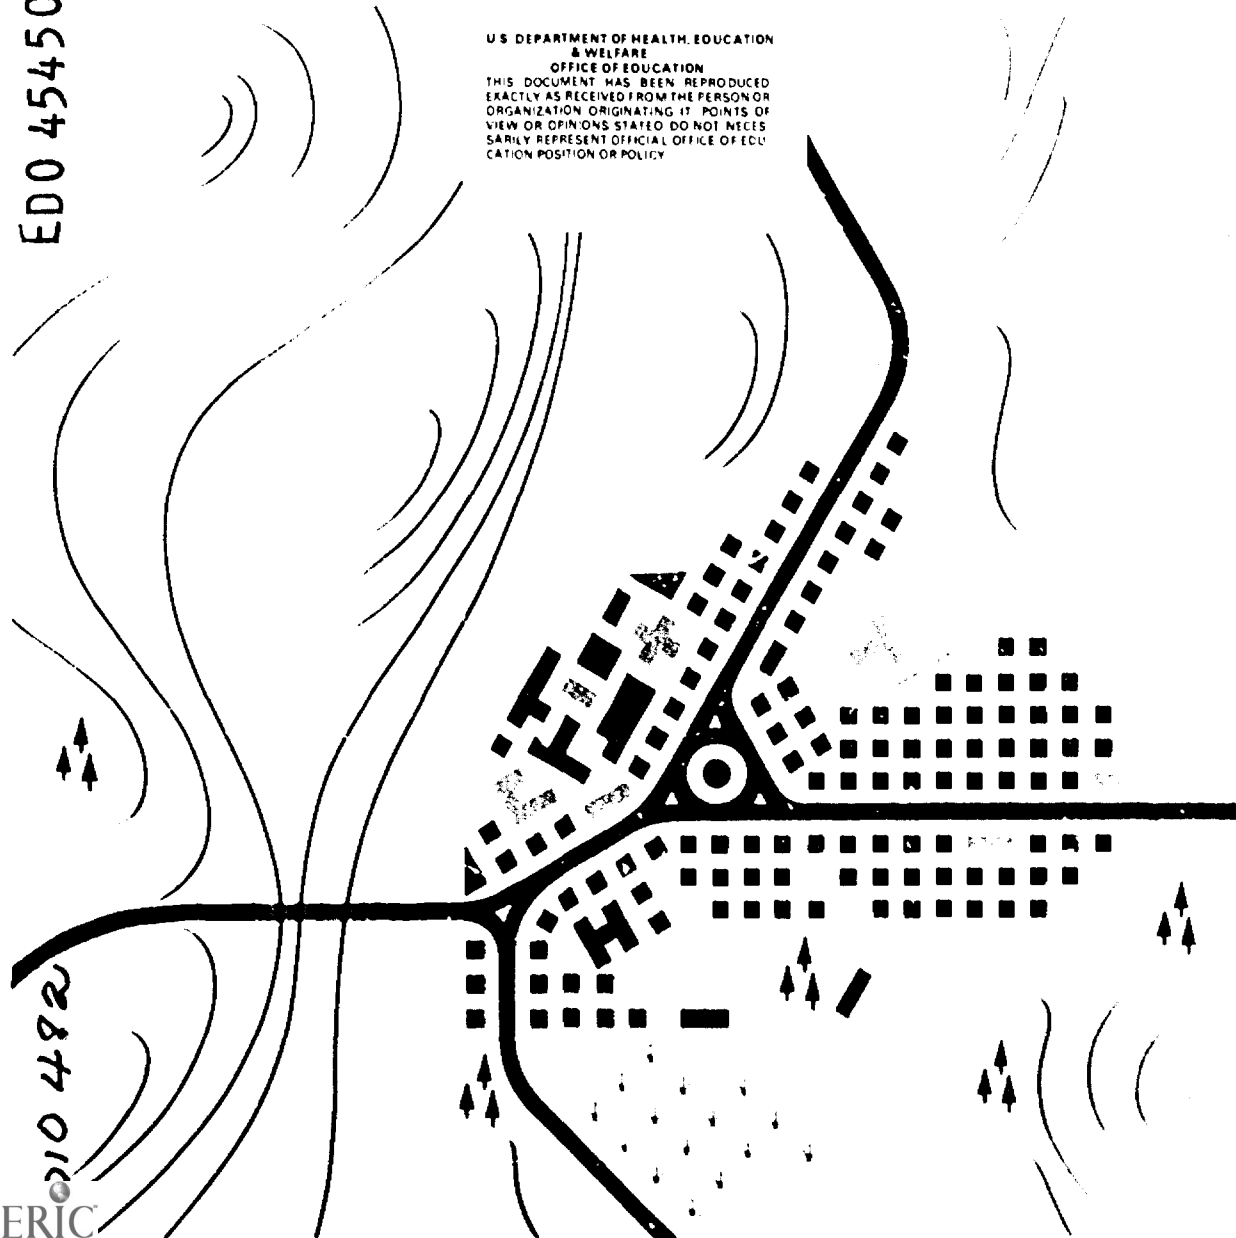 ED0 45450
U S DEPARTMENT OF HEALTH, EDUCATION
& WELFARE
OFFICE OF EDUCATION
THIS DOCUMENT HAS BEEN REPRODUCED
EXACTLY AS RECEIVED FROM THE PERSON OR
ORGANIZATION ORIGINATING IT POINTS OF
VIEW OR OPINIONS STATED DO NOT NECES
SARILY REPRESENT OFFICIAL OFFICE OF EDU
CATION POSITION OR POLICY
010 482
ERIC